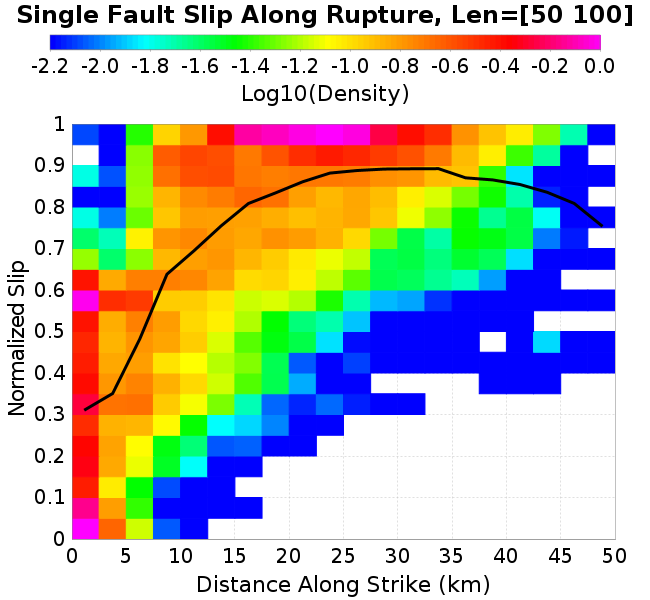 Single Fault Slip Along Rupture, Len=[50 100]
-2.2 -2.0 -1.8 -1.6 -1.4 -1.2 -1.0 -0.8 -0.6 -0.4 -0.2 0.0
Log10(Density)
1
0.9
0.8
0.7
0.6
0.5
0.4
0.3
0.2
0.1
0
Normalized Slip
0 5 10 15 20 25 30 35 40 45 50
Distance Along Strike (km)